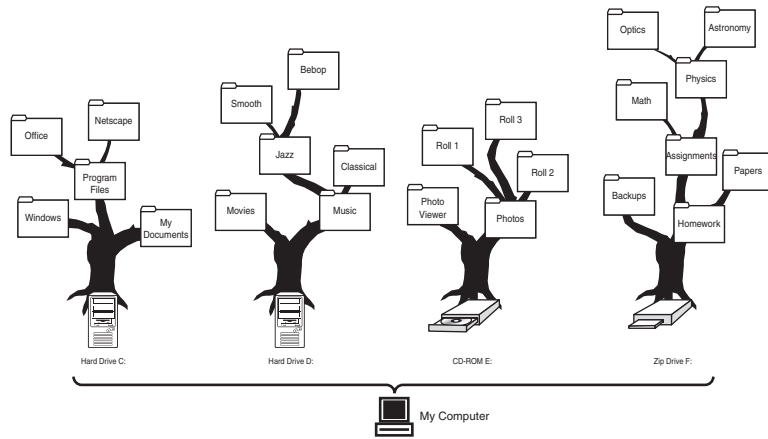 Office
Netscape
Program
Files
Windows
My
Documents
Hard Drive C:
Smooth
Bebop
Jazz
Classical
Movies
Music
Hard Drive D:
Roll 1
Roll 3
Roll 2
Photo
Viewer
Photos
CD-ROM E:
Optics
Astronomy
Physics
Math
Assignments
Papers
Backups
Homework
Zip Drive F:
My Computer